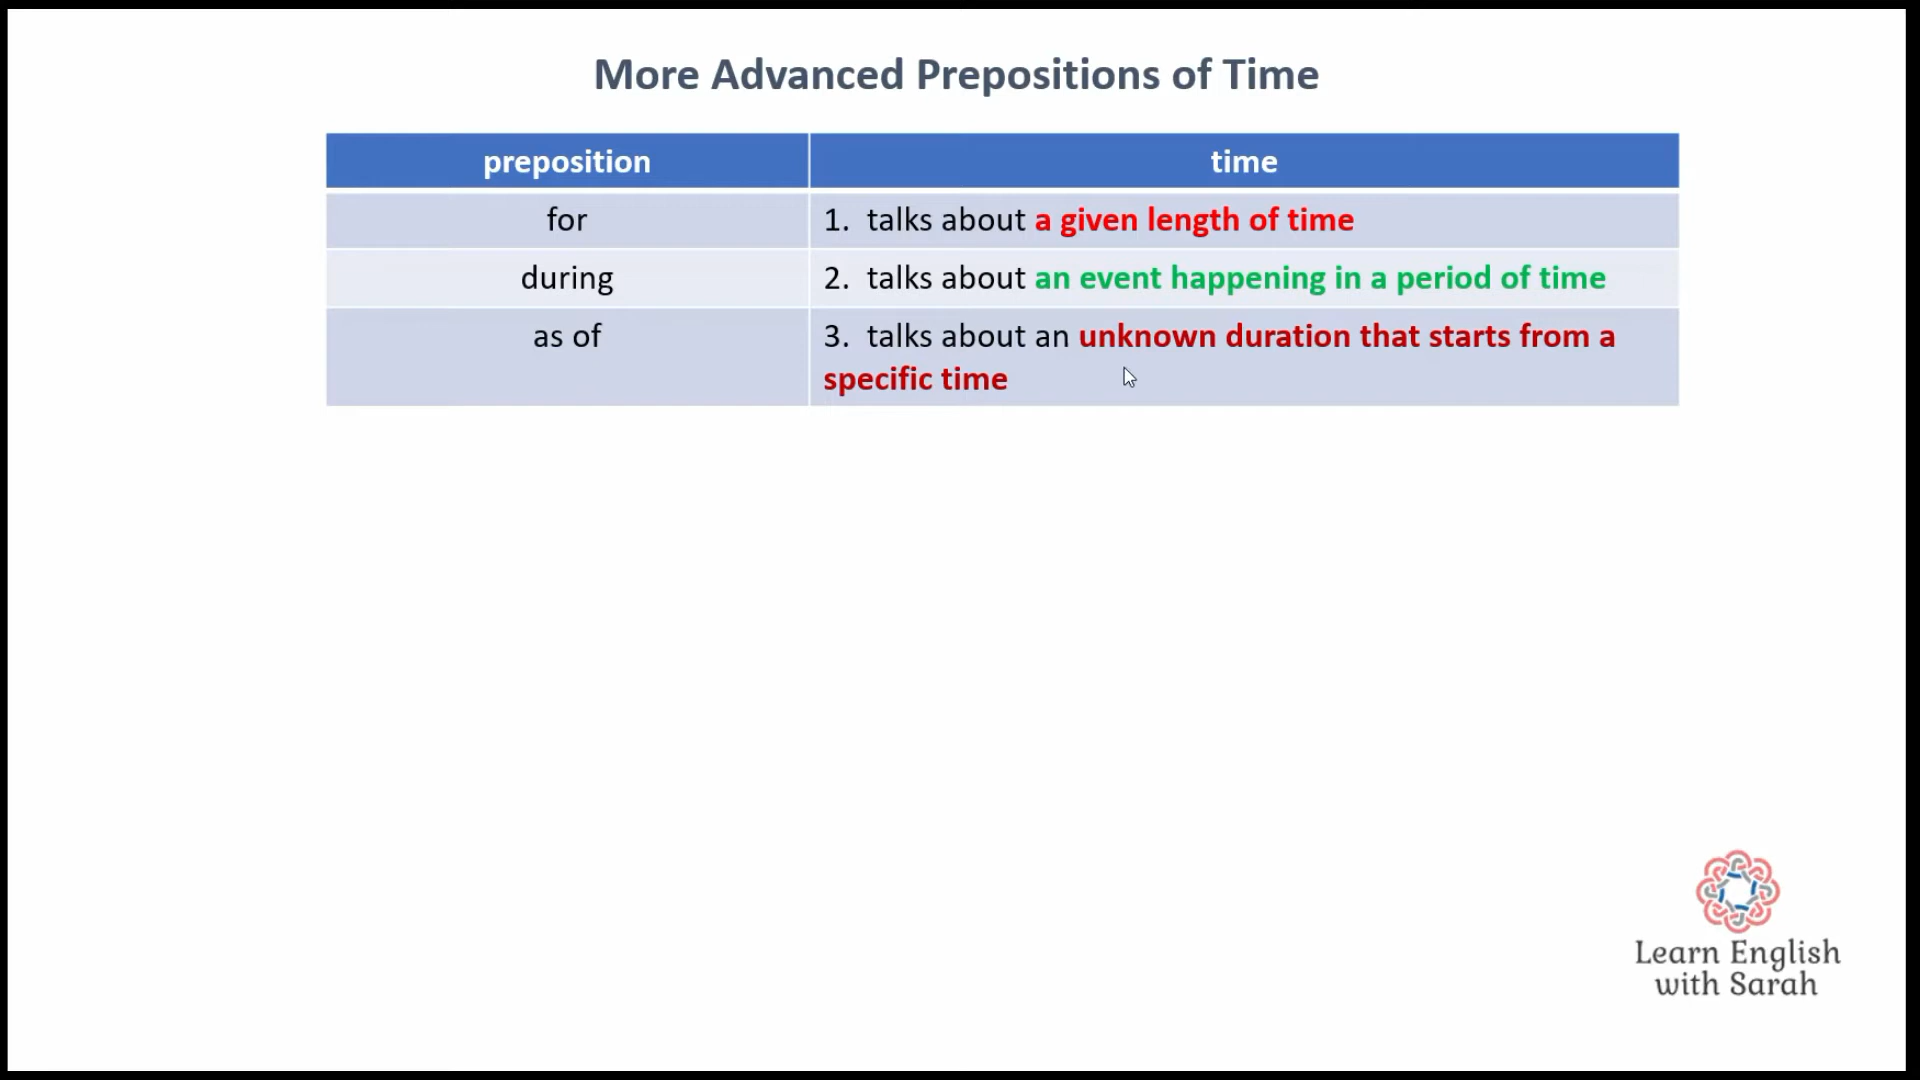 More Advanced Prepositions of Time
preposition
time
for
1. talks about a given length of time
during
2. talks about an event happening in a period of time
as of
3. talks about an unknown duration that starts from a
specific time
Learn English
with Sarah